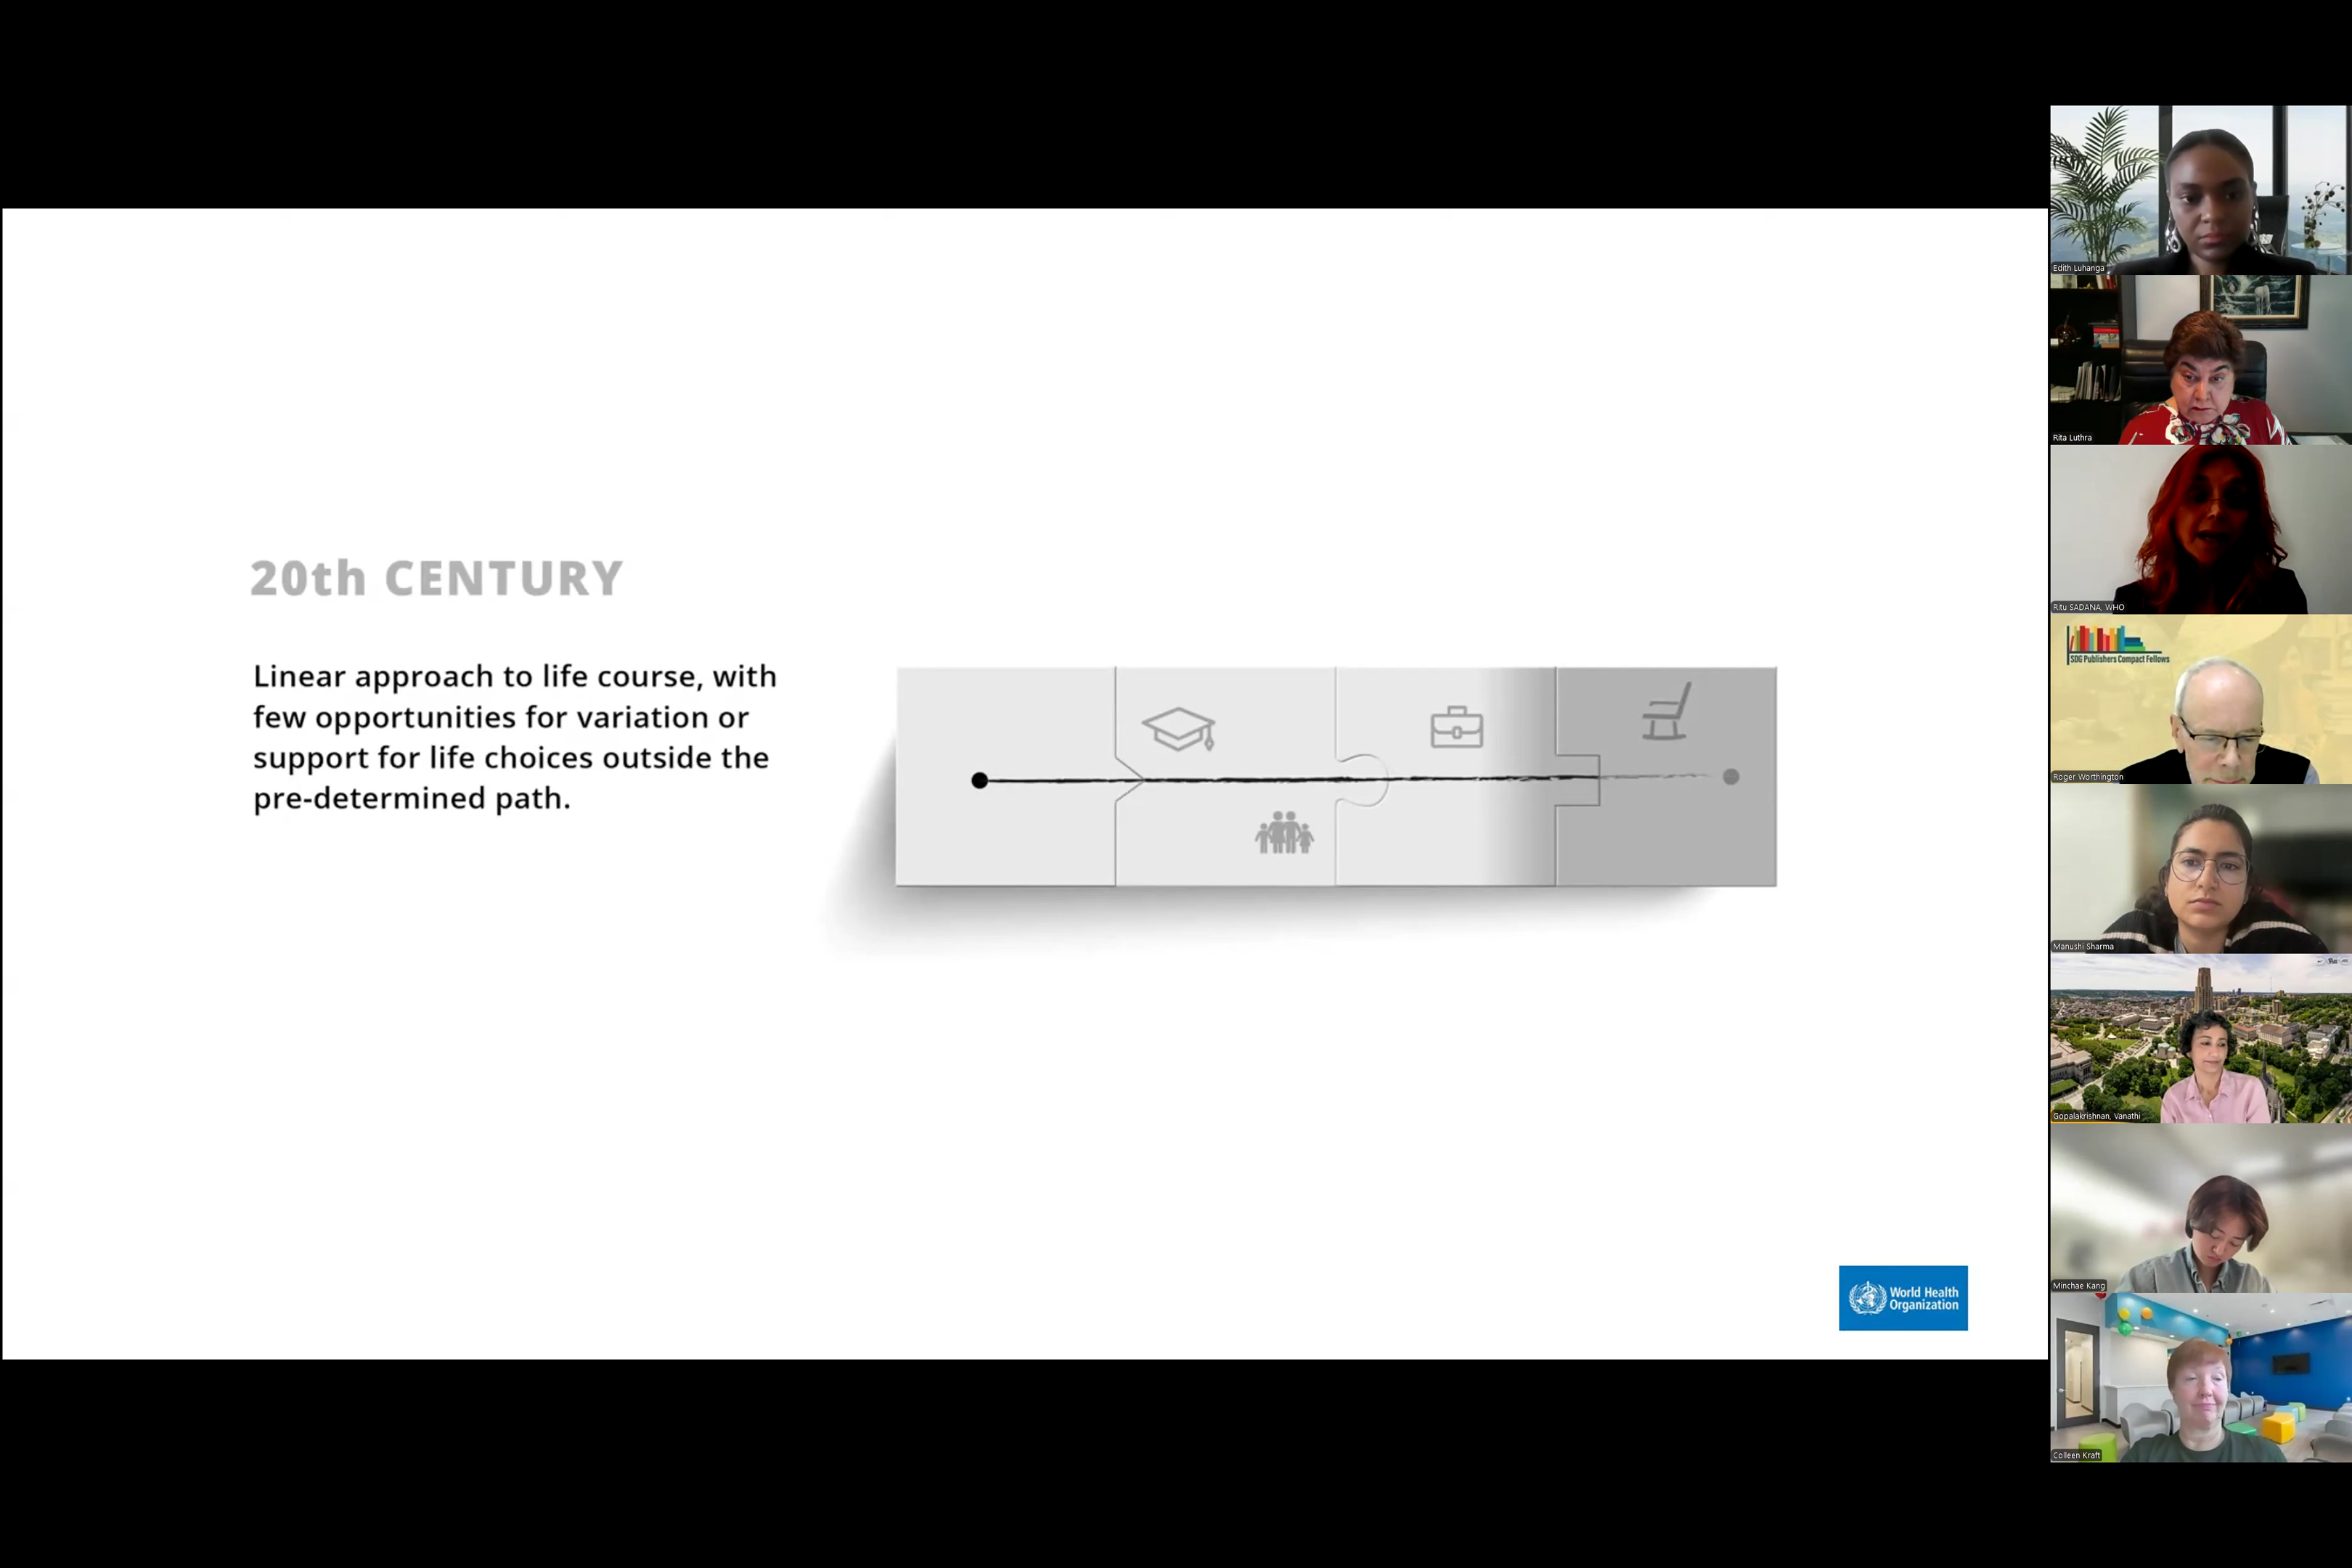 20th CENTURY
Linear approach to life course, with
few opportunities for variation or
support for life choices outside the
pre-determined path.
World Health
Organization
Edith Luhanga
Rita Luthra
Ritu SADANA, WHO
SDG Publishers Compact Fellows
Roger Worthington
Manushi Sharma
Gopalakrishnan, Vanathi
Minchae Kang
Colleen Kraft